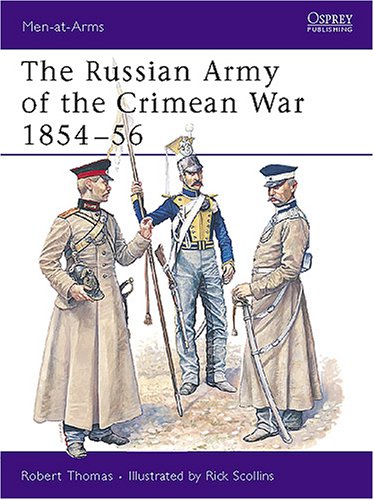 Men-at-Arms
OSPREY
PUBLISHING
The Russian Army
of the Crimean War
1854–56
Robert Thomas · Illustrated by Rick Scollins